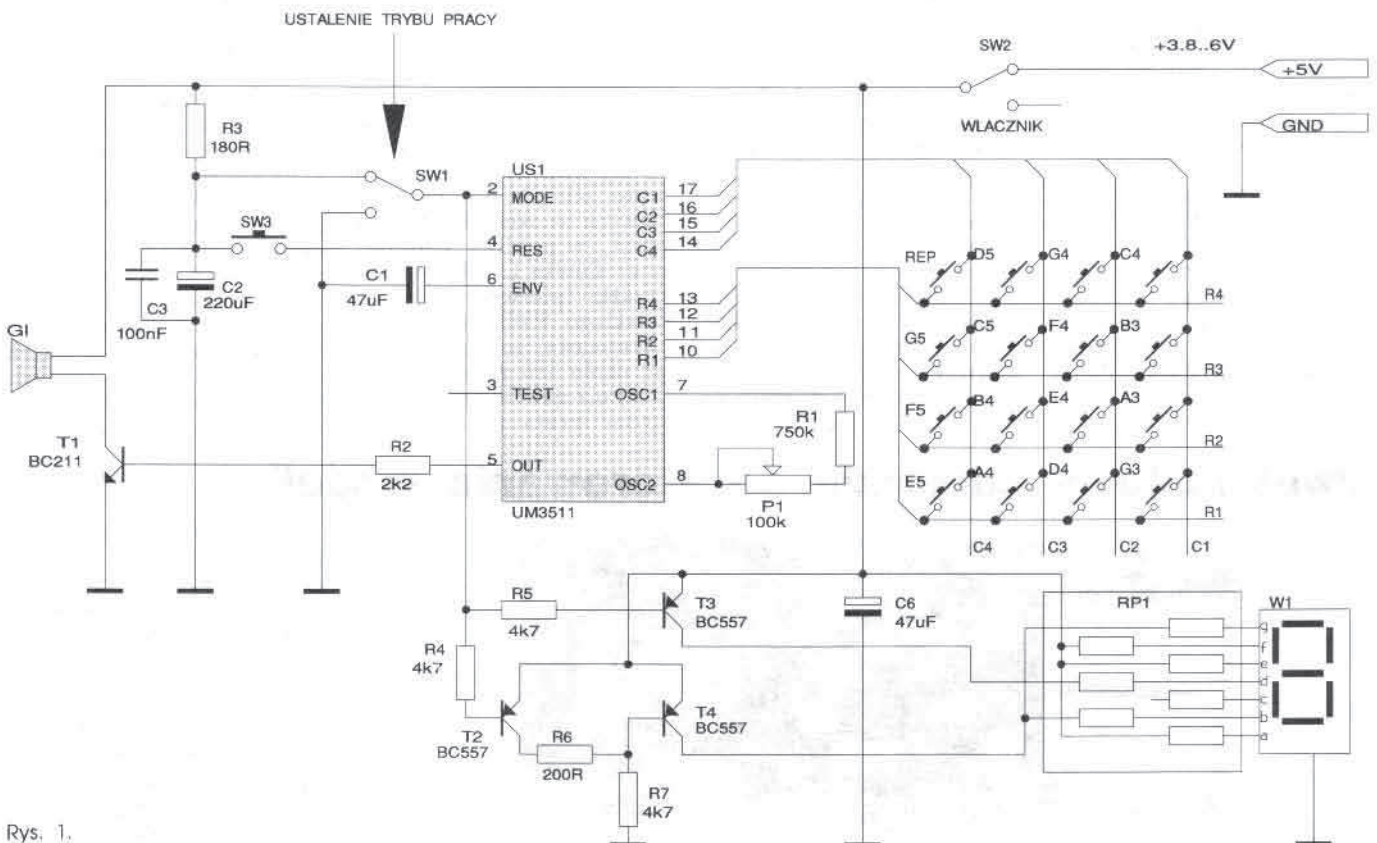 USTALENIE TRYBU PRACY
SW2
+3.8..6V
+5V
WLACZNIK
GND
R3
180R
SW1
US1
2
MODE
C1
17
C2
16
C3
15
C4
14
SW3
4
RES
C1
47uF
6
ENV
C2
220uF
C3
100nF
R4
13
R3
12
R2
11
R1
10
GI
3
TEST
OSC1
7
R1
750k
T1
BC211
R2
2k2
5
OUT
OSC2
8
P1
100k
UM3511
REP
D5
G4
C4
R4
G5
C5
F4
B3
R3
F5
B4
E4
A3
R2
E5
A4
D4
G3
R1
C4
C3
C2
C1
R5
4k7
T3
BC557
C6
47uF
RP1
W1
R4
4k7
g
f
e
d
c
b
a
T2
BC557
R6
200R
T4
BC557
R7
4k7
Rys. 1.